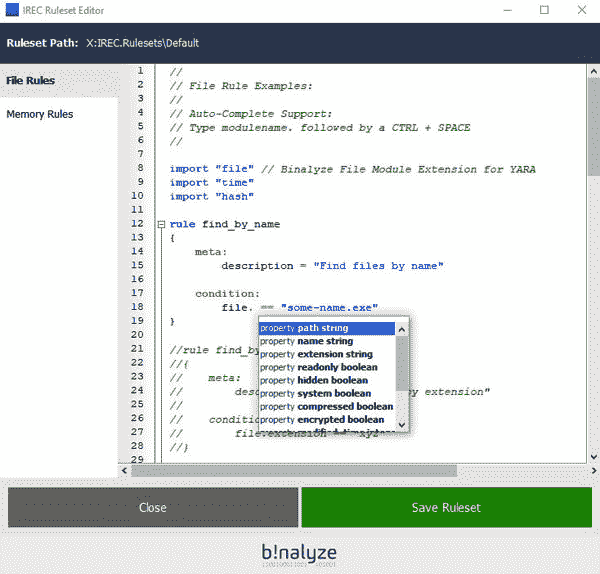 IREC Ruleset Editor
Ruleset Path: X:IREC.Rulesets\Default
File Rules
Memory Rules
1 //
2 // File Rule Examples:
3 //
4 // Auto-Complete Support:
5 // Type modulename. followed by a CTRL + SPACE
6 //
7
8 import "file" // Binalyze File Module Extension for YARA
9 import "time"
10 import "hash"
11
12 rule find_by_name
13 {
14 meta:
15 description = "Find files by name"
16
17 condition:
18 file. == "some-name.exe"
19 }
20
21 //rule find_by
22 //{
23 // meta:
24 // desc y extension"
25 //
26 // condition
27 // file.extension
28 //}
29
property path string
property name string
property extension string
property readonly boolean
property hidden boolean
property system boolean
property compressed boolean
property encrypted boolean
Close
Save Ruleset
b!nalyze